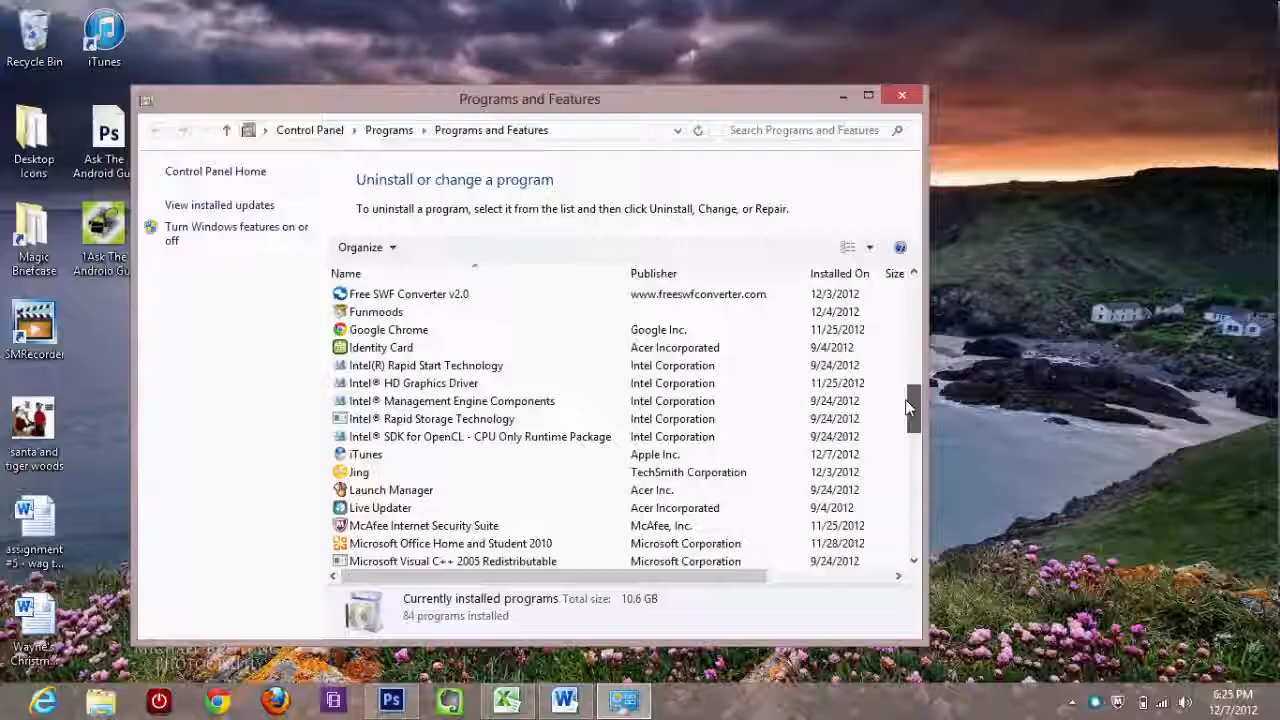 Recycle Bin
iTunes
Desktop
Icons
Ps
Ask The
Android Gu
Magic
Briefcase
1Ask The
Android Gu
SMRecorder
santa and
tiger woods
assignment
#5 - wag t...
Wayne's
Christm...
Programs and Features
Control Panel
Programs
Programs and Features
Search Programs and Features
Control Panel Home
View installed updates
Turn Windows features on or
off
Uninstall or change a program
To uninstall a program, select it from the list and then click Uninstall, Change, or Repair.
Organize
Name Publisher Installed On Size
Free SWF Converter v2.0 www.freeswfconverter.com 12/3/2012
Funmoods 12/4/2012
Google Chrome Google Inc. 11/25/2012
Identity Card Acer Incorporated 9/4/2012
Intel(R) Rapid Start Technology Intel Corporation 9/24/2012
Intel® HD Graphics Driver Intel Corporation 11/25/2012
Intel® Management Engine Components Intel Corporation 9/24/2012
Intel® Rapid Storage Technology Intel Corporation 9/24/2012
Intel® SDK for OpenCL - CPU Only Runtime Package Intel Corporation 9/24/2012
iTunes Apple Inc. 12/7/2012
Jing TechSmith Corporation 12/3/2012
Launch Manager Acer Inc. 9/24/2012
Live Updater Acer Incorporated 9/4/2012
McAfee Internet Security Suite McAfee, Inc. 11/25/2012
Microsoft Office Home and Student 2010 Microsoft Corporation 11/28/2012
Microsoft Visual C++ 2005 Redistributable Microsoft Corporation 9/24/2012
Currently installed programs Total size: 10.6 GB
84 programs installed
PHOTOGRAPHY
Ps
6:25 PM
12/7/2012